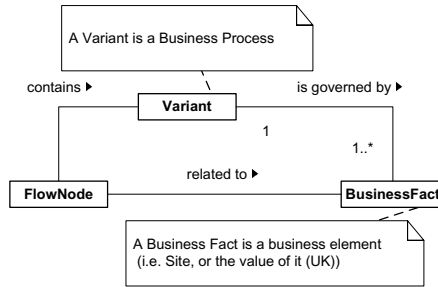 A Variant is a Business Process
contains
is governed by
Variant
1
1..*
related to
FlowNode
BusinessFact
A Business Fact is a business element
(i.e. Site, or the value of it (UK))